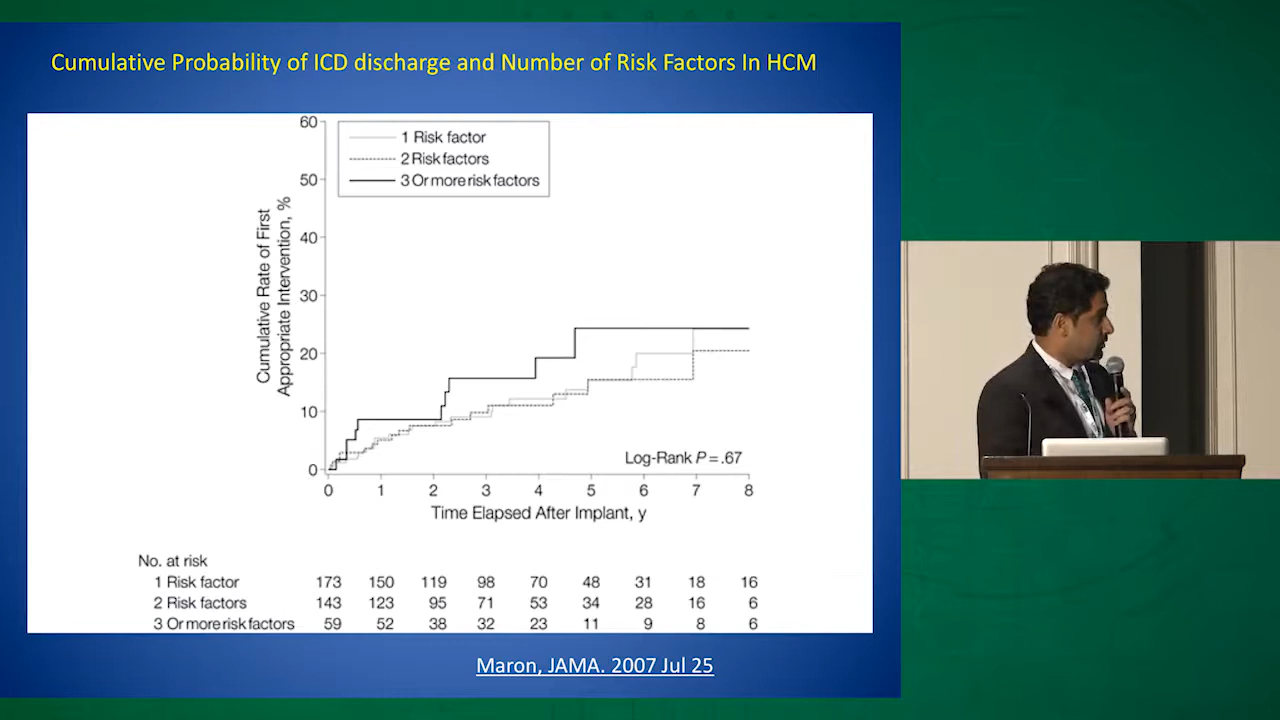 Cumulative Probability of ICD discharge and Number of Risk Factors In HCM
60
50
40
30
20
10
0
Cumulative Rate of First
Appropriate Intervention, %
1 Risk factor
2 Risk factors
3 Or more risk factors
Log-Rank P = .67
0 1 2 3 4 5 6 7 8
Time Elapsed After Implant, y
No. at risk
1 Risk factor 173 150 119 98 70 48 31 18 16
2 Risk factors 143 123 95 71 53 34 28 16 6
3 Or more risk factors 59 52 38 32 23 11 9 8 6
Maron, JAMA. 2007 Jul 25